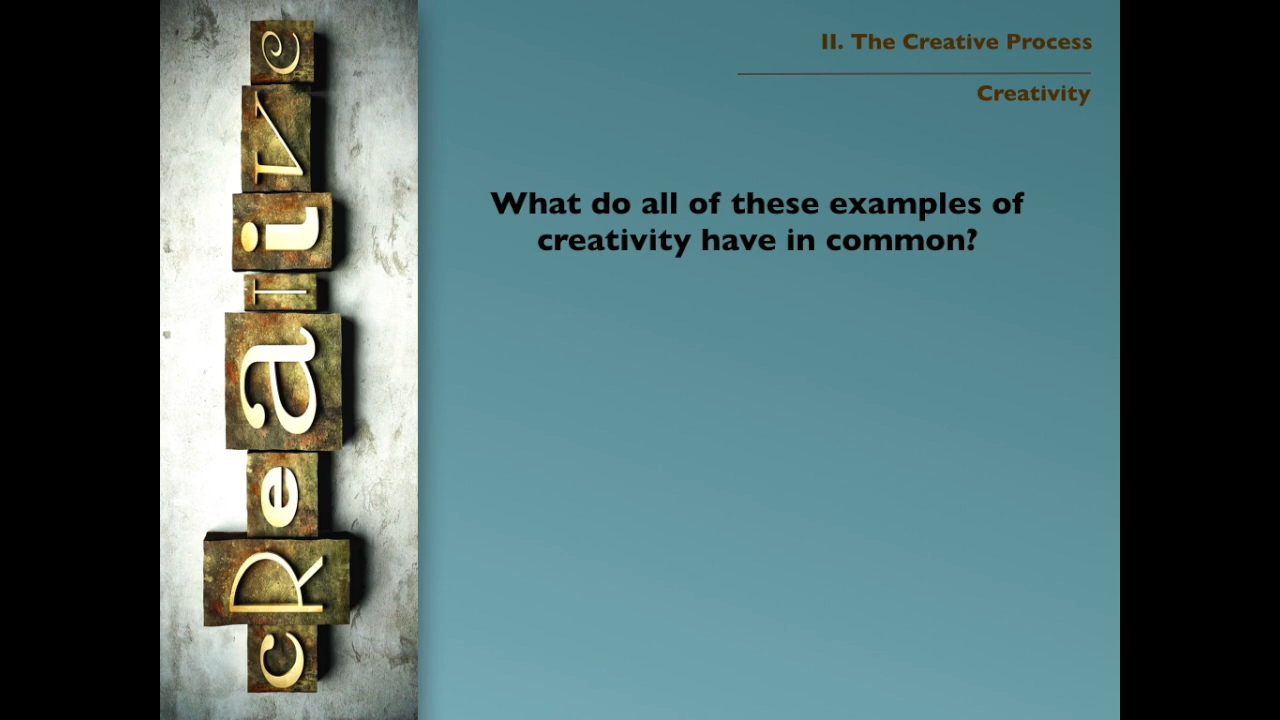 cReaTiVe
II. The Creative Process
Creativity
What do all of these examples of
creativity have in common?